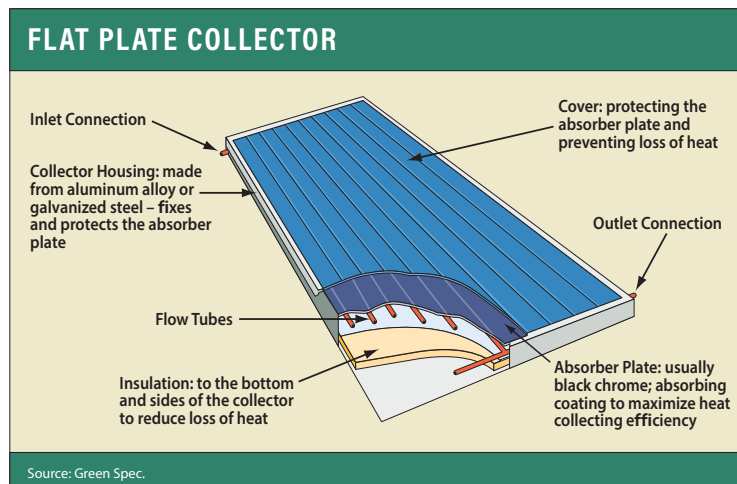 FLAT PLATE COLLECTOR
Inlet Connection
Collector Housing: made
from aluminum alloy or
galvanized steel – fixes
and protects the absorber
plate
Cover: protecting the
absorber plate and
preventing loss of heat
Outlet Connection
Flow Tubes
Insulation: to the bottom
and sides of the collector
to reduce loss of heat
Absorber Plate: usually
black chrome; absorbing
coating to maximize heat
collecting efficiency
Source: Green Spec.